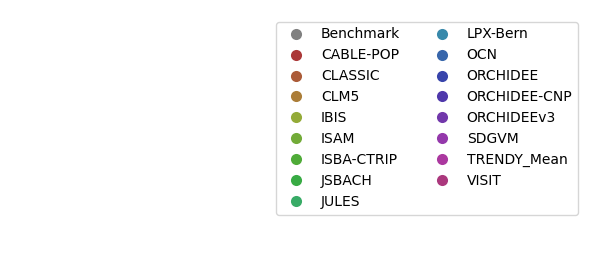 Benchmark
CABLE-POP
CLASSIC
CLM5
IBIS
ISAM
ISBA-CTRIP
JSBACH
JULES
LPX-Bern
OCN
ORCHIDEE
ORCHIDEE-CNP
ORCHIDEEv3
SDGVM
TRENDY_Mean
VISIT